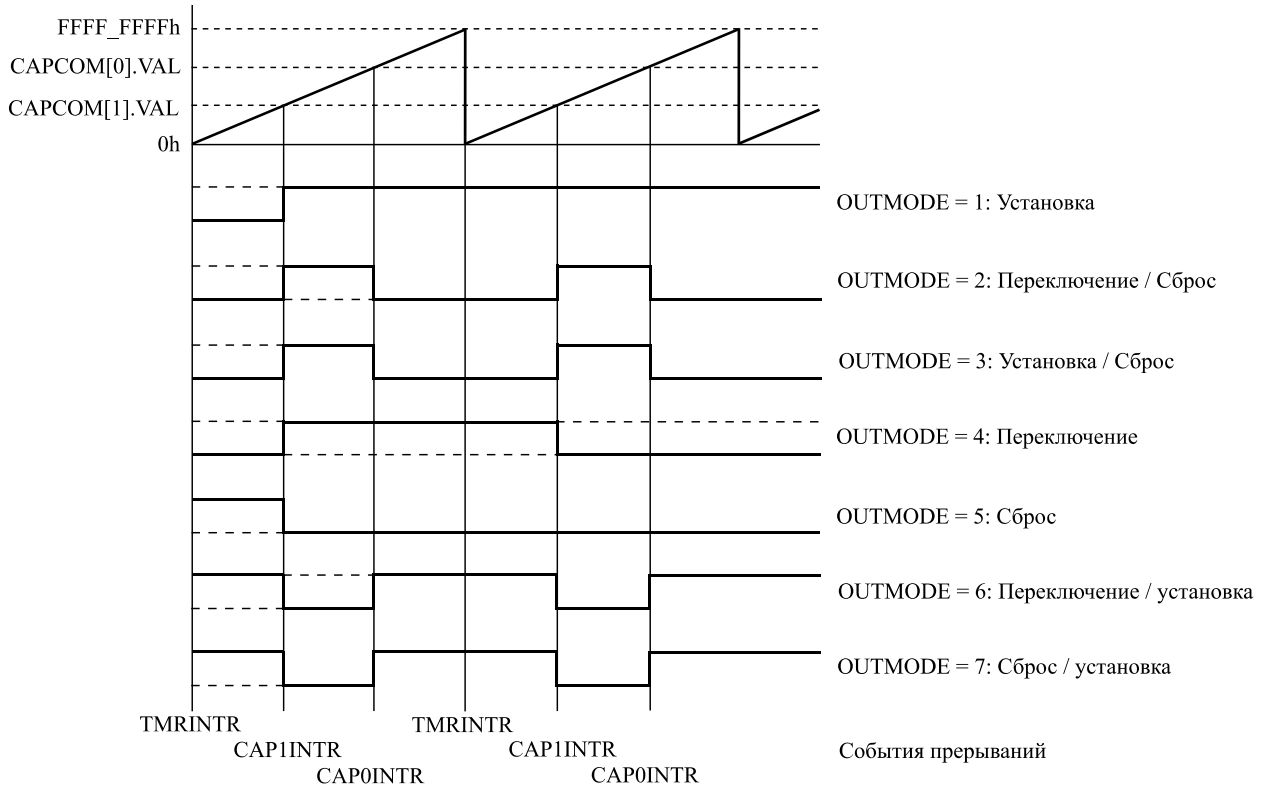 FFFF_FFFFh
CAPCOM[0].VAL
CAPCOM[1].VAL
0h
OUTMODE = 1: Установка
OUTMODE = 2: Переключение / Сброс
OUTMODE = 3: Установка / Сброс
OUTMODE = 4: Переключение
OUTMODE = 5: Сброс
OUTMODE = 6: Переключение / установка
OUTMODE = 7: Сброс / установка
TMRINTR TMRINTR
CAP1INTR CAP1INTR События прерываний
CAP0INTR CAP0INTR